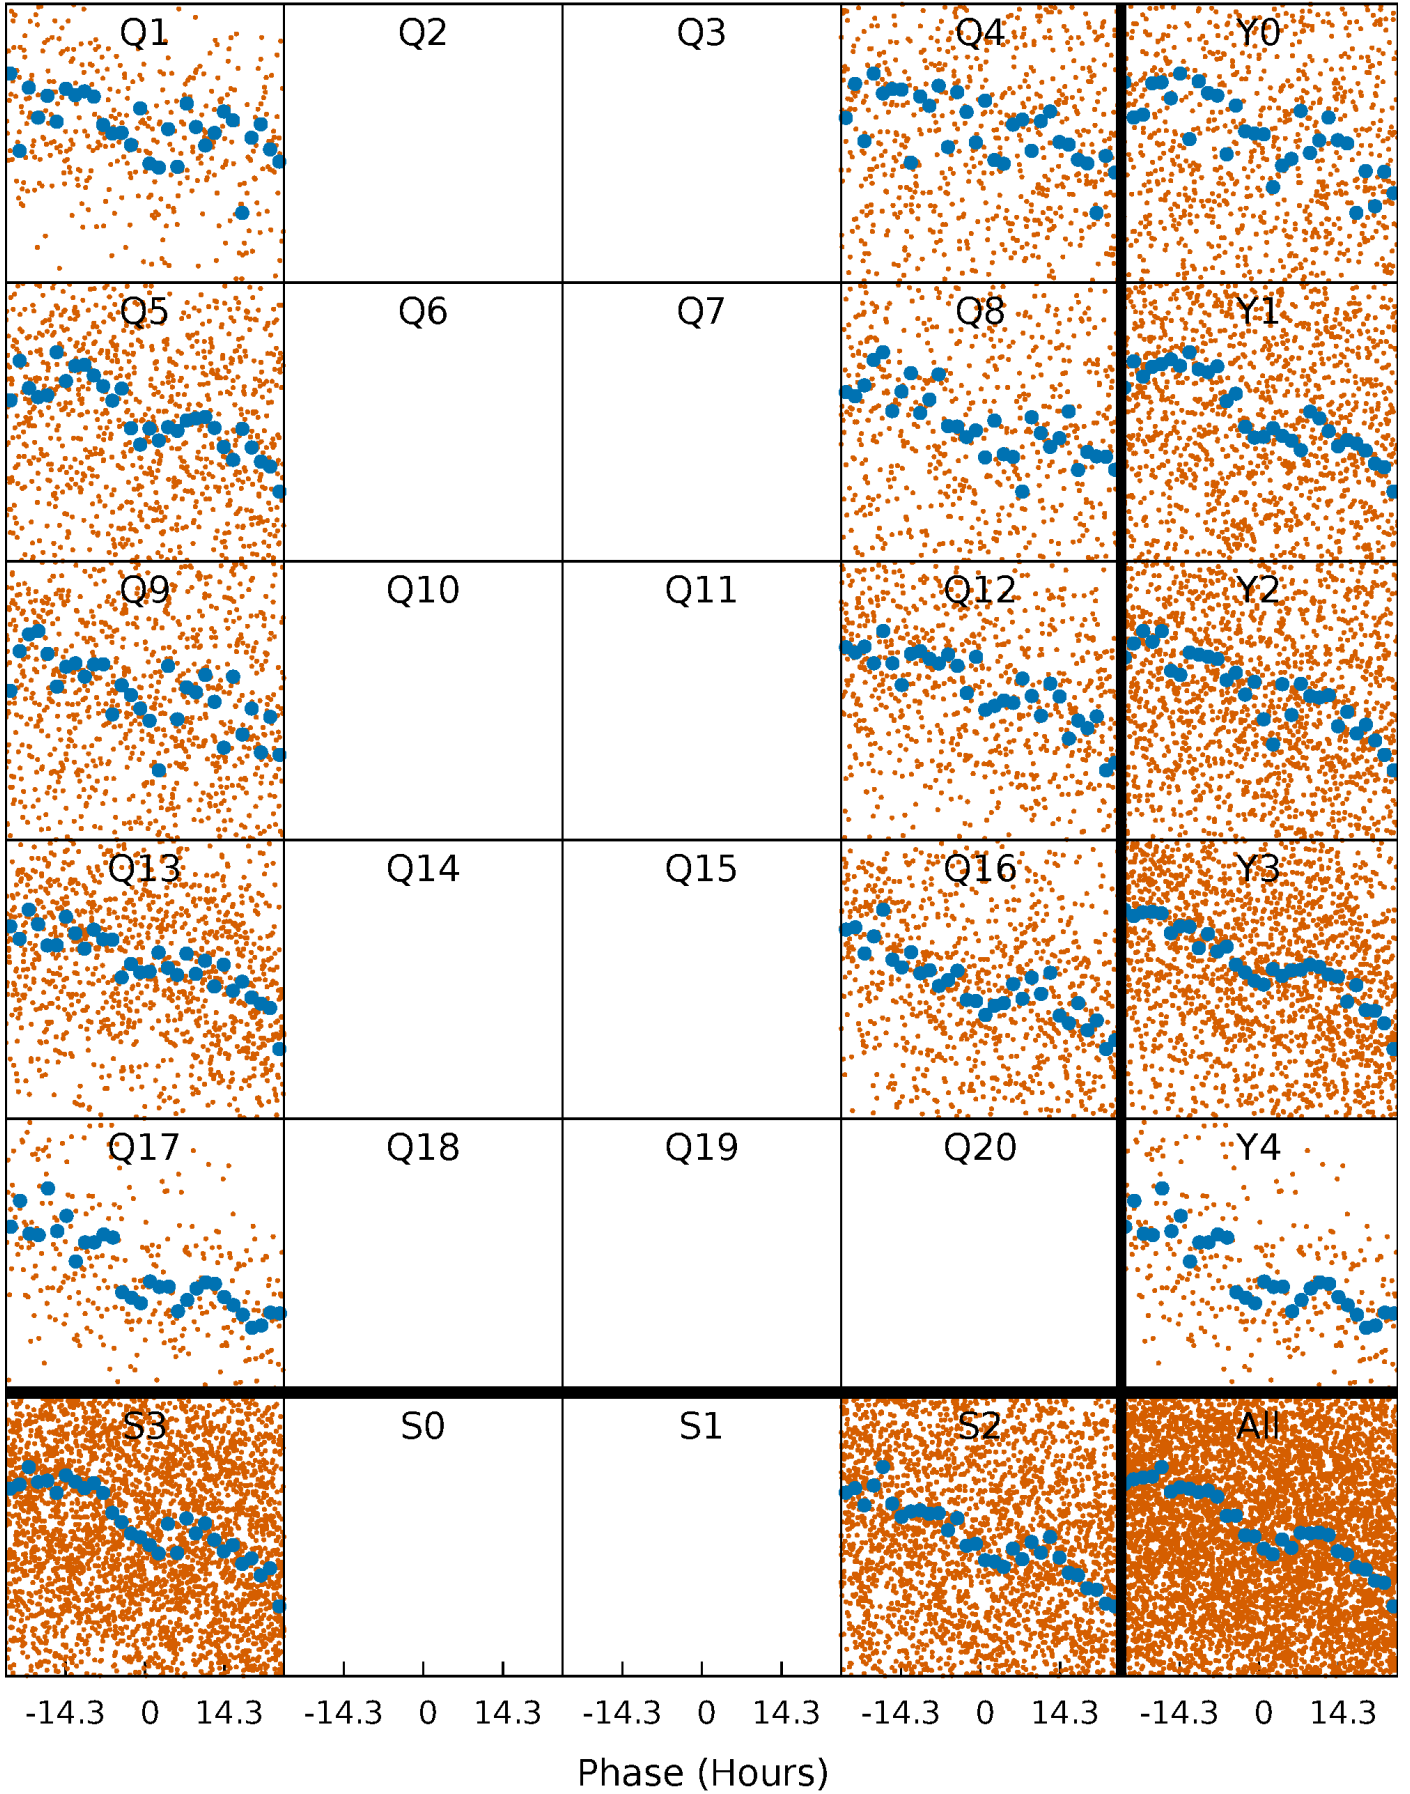 Q1 Q2 Q3 Q4 Y0
Q5 Q6 Q7 Q8 Y1
Q9 Q10 Q11 Q12 Y2
Q13 Q14 Q15 Q16 Y3
Q17 Q18 Q19 Q20 Y4
S3 S0 S1 S2 All
-14.3 0 14.3 -14.3 0 14.3 -14.3 0 14.3 -14.3 0 14.3 -14.3 0 14.3
Phase (Hours)